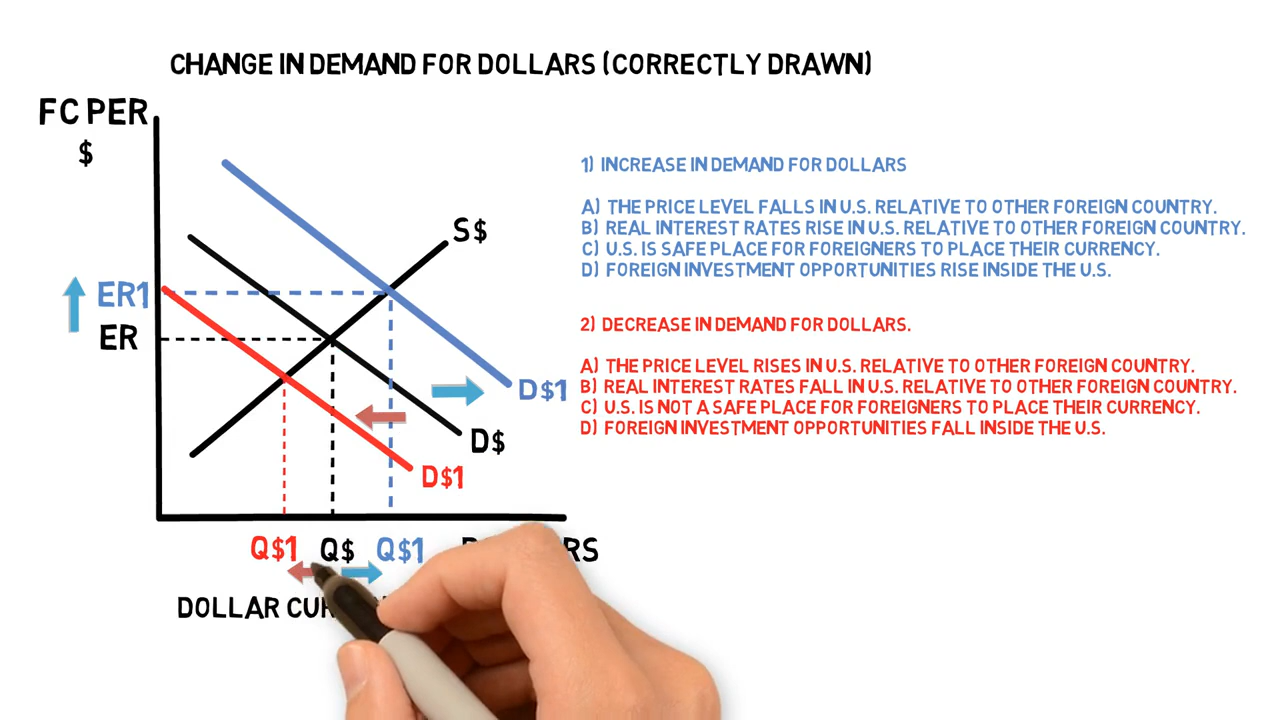 CHANGE IN DEMAND FOR DOLLARS (CORRECTLY DRAWN)
FC PER
$
1) INCREASE IN DEMAND FOR DOLLARS
A) THE PRICE LEVEL FALLS IN U.S. RELATIVE TO OTHER FOREIGN COUNTRY.
B) REAL INTEREST RATES RISE IN U.S. RELATIVE TO OTHER FOREIGN COUNTRY.
C) U.S. IS SAFE PLACE FOR FOREIGNERS TO PLACE THEIR CURRENCY.
D) FOREIGN INVESTMENT OPPORTUNITIES RISE INSIDE THE U.S.
2) DECREASE IN DEMAND FOR DOLLARS.
A) THE PRICE LEVEL RISES IN U.S. RELATIVE TO OTHER FOREIGN COUNTRY.
B) REAL INTEREST RATES FALL IN U.S. RELATIVE TO OTHER FOREIGN COUNTRY.
C) U.S. IS NOT A SAFE PLACE FOR FOREIGNERS TO PLACE THEIR CURRENCY.
D) FOREIGN INVESTMENT OPPORTUNITIES FALL INSIDE THE U.S.
S$
ER1
ER
D$1
D$
D$1
Q$1 Q$ Q$1
DOLLAR